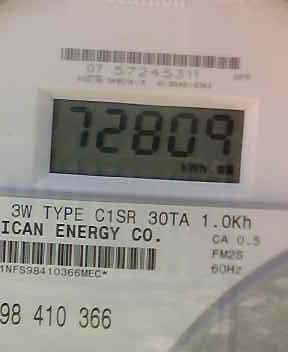 07 57245311
72809
kWh
3W TYPE C1SR 30TA 1.0Kh
ICAN ENERGY CO.
CA 0.5
FM2S
60Hz
1NFS98410366MEC*
98 410 366